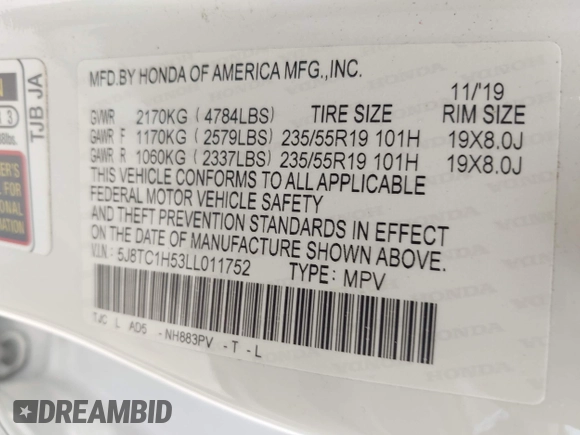 MFD.BY HONDA OF AMERICA MFG.,INC.
11/'19
GVWR 2170KG (4784LBS) TIRE SIZE RIM SIZE
GAWR F 1170KG (2579LBS) 235/55R19 101H 19X8.0J
GAWR R 1060KG (2337LBS) 235/55R19 101H 19X8.0J
THIS VEHICLE CONFORMS TO ALL APPLICABLE
FEDERAL MOTOR VEHICLE SAFETY
AND THEFT PREVENTION STANDARDS IN EFFECT
ON THE DATE OF MANUFACTURE SHOWN ABOVE.
V.I.N: 5J8TC1H53LL011752 TYPE: MPV
TJC L AD5 -NH883PV -T -L
TJB JA
DREAMBID